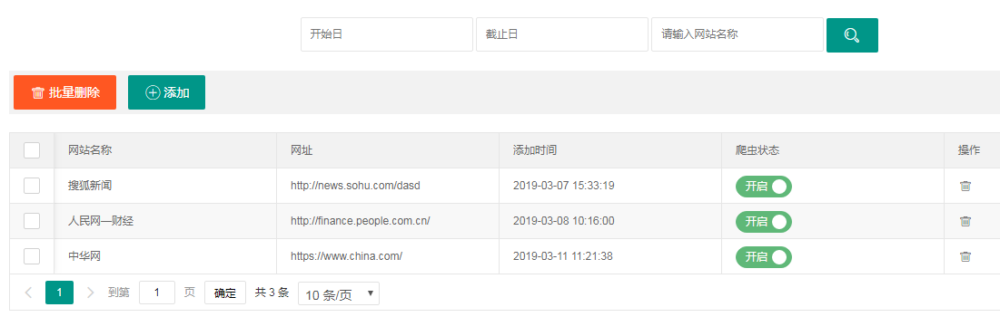 开始日 截止日 请输入网站名称
批量删除 添加
网站名称 网址 添加时间 爬虫状态 操作
搜狐新闻 http://news.sohu.com/dasd 2019-03-07 15:33:19 开启
人民网—财经 http://finance.people.com.cn/ 2019-03-08 10:16:00 开启
中华网 https://www.china.com/ 2019-03-11 11:21:38 开启
1 到第 1 页 确定 共 3 条 10 条/页